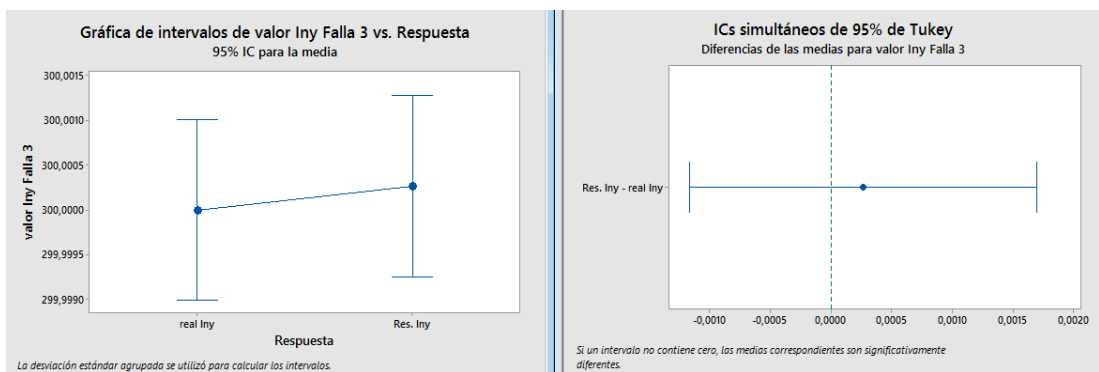 Gráfica de intervalos de valor Iny Falla 3 vs. Respuesta
95% IC para la media
300,0015
300,0010
300,0005
300,0000
299,9995
299,9990
valor Iny Falla 3
real Iny
Res. Iny
Respuesta
La desviación estándar agrupada se utilizó para calcular los intervalos.
ICs simultáneos de 95% de Tukey
Diferencias de las medias para valor Iny Falla 3
Res. Iny - real Iny
-0,0010
-0,0005
0,0000
0,0005
0,0010
0,0015
0,0020
Si un intervalo no contiene cero, las medias correspondientes son significativamente
diferentes.